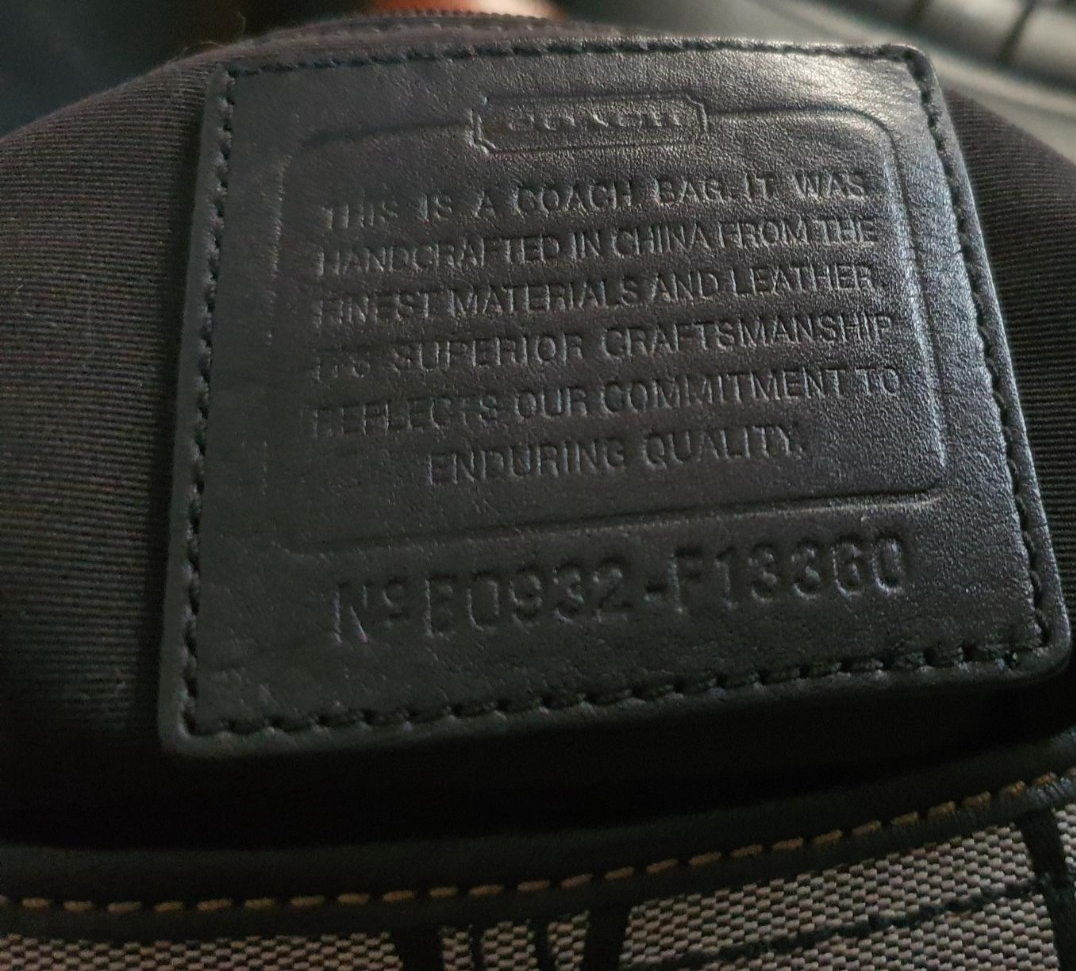 COACH
THIS IS A COACH BAG. IT WAS
HANDCRAFTED IN CHINA FROM THE
FINEST MATERIALS AND LEATHER.
IT'S SUPERIOR CRAFTSMANSHIP
REFLECTS OUR COMMITMENT TO
ENDURING QUALITY.
Nº E0932-F13360